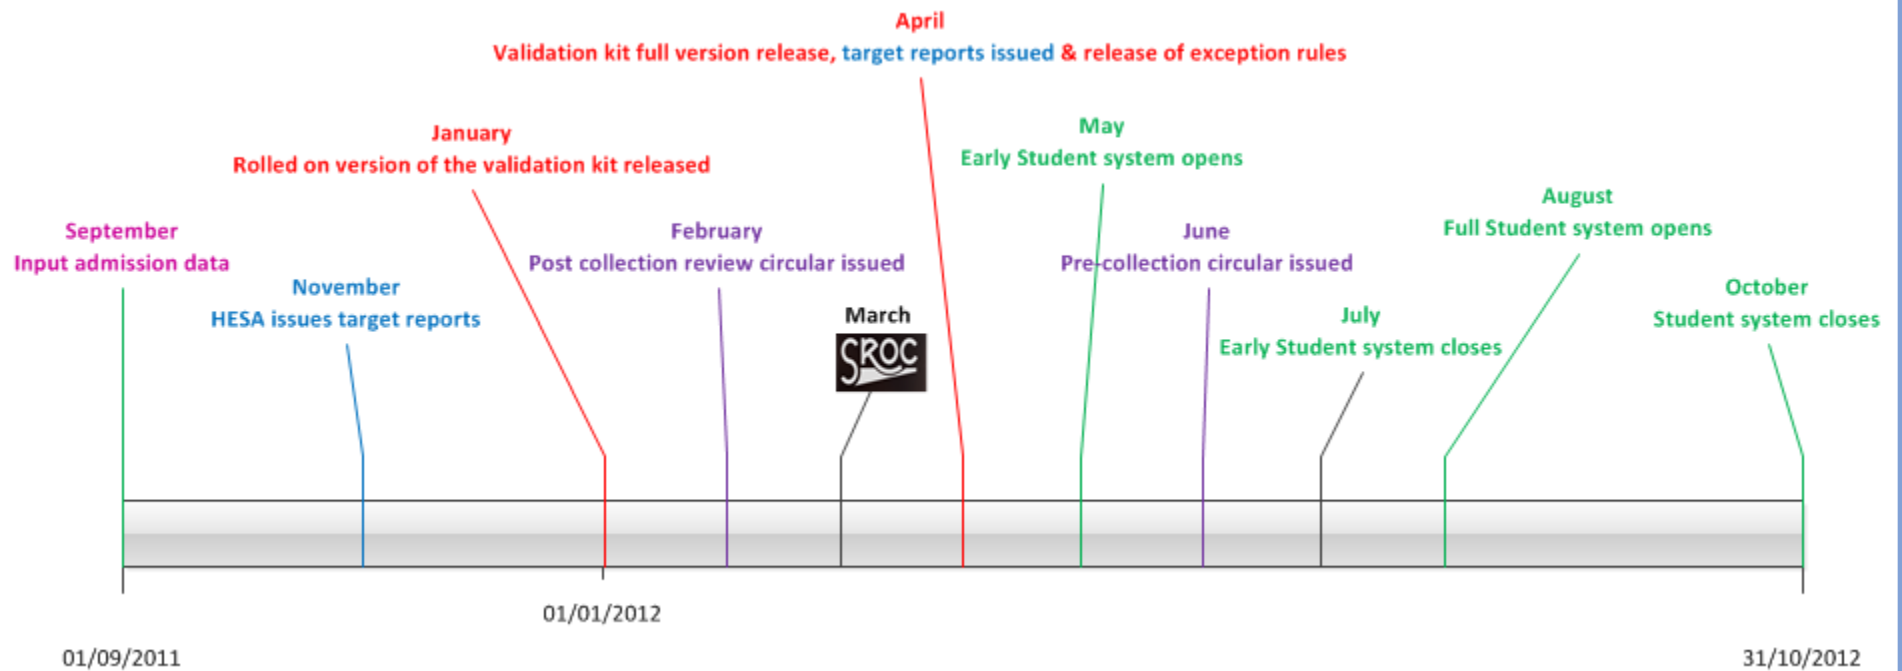 April
Validation kit full version release, target reports issued & release of exception rules
January
Rolled on version of the validation kit released
May
Early Student system opens
September
Input admission data
February
Post collection review circular issued
June
Pre-collection circular issued
August
Full Student system opens
November
HESA issues target reports
March
SROC
July
Early Student system closes
October
Student system closes
01/01/2012
01/09/2011
31/10/2012